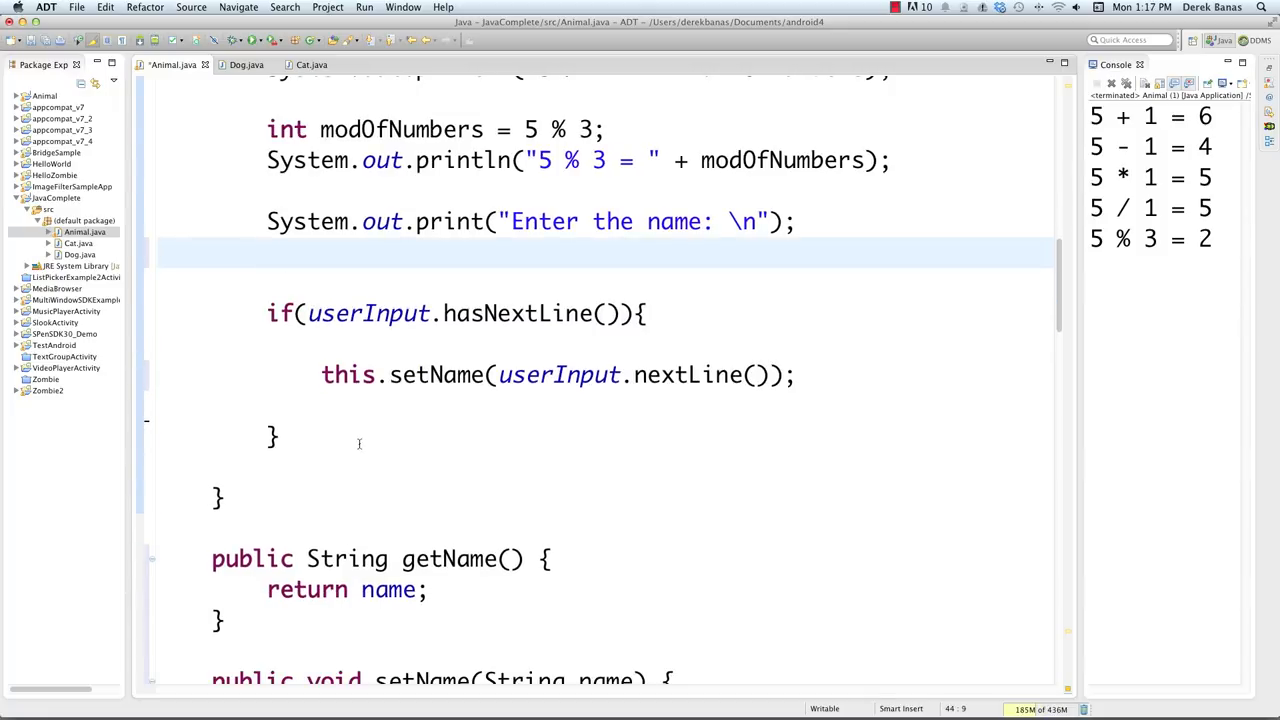 ADT File Edit Refactor Source Navigate Search Project Run Window Help
10 Mon 1:17 PM Derek Banas
Java – JavaComplete/src/Animal.java – ADT – /Users/derekbanas/Documents/android4
Quick Access Java DDMS
Package Exp
*Animal.java Dog.java Cat.java
Console
Animal
appcompat_v7
appcompat_v7_2
appcompat_v7_3
appcompat_v7_4
BridgeSample
HelloWorld
HelloZombie
ImageFilterSampleApp
JavaComplete
src
(default package)
Animal.java
Cat.java
Dog.java
JRE System Library [Ja
ListPickerExample2Activi
MediaBrowser
MultiWindowSDKExample
MusicPlayerActivity
SlookActivity
SPenSDK30_Demo
TestAndroid
TextGroupActivity
VideoPlayerActivity
Zombie
Zombie2
int modOfNumbers = 5 % 3;
System.out.println("5 % 3 = " + modOfNumbers);
System.out.print("Enter the name: \n");
if(userInput.hasNextLine()){
this.setName(userInput.nextLine());
}
}
public String getName() {
return name;
}
public void setName(String name) {
<terminated> Animal (1) [Java Application] /S
5 + 1 = 6
5 - 1 = 4
5 * 1 = 5
5 / 1 = 5
5 % 3 = 2
Writable Smart Insert 44 : 9 185M of 436M